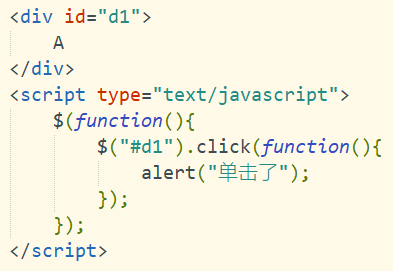 <div id="d1">
    A
</div>
<script type="text/javascript">
    $(function(){
        $("#d1").click(function(){
            alert("单击了");
        });
    });
</script>